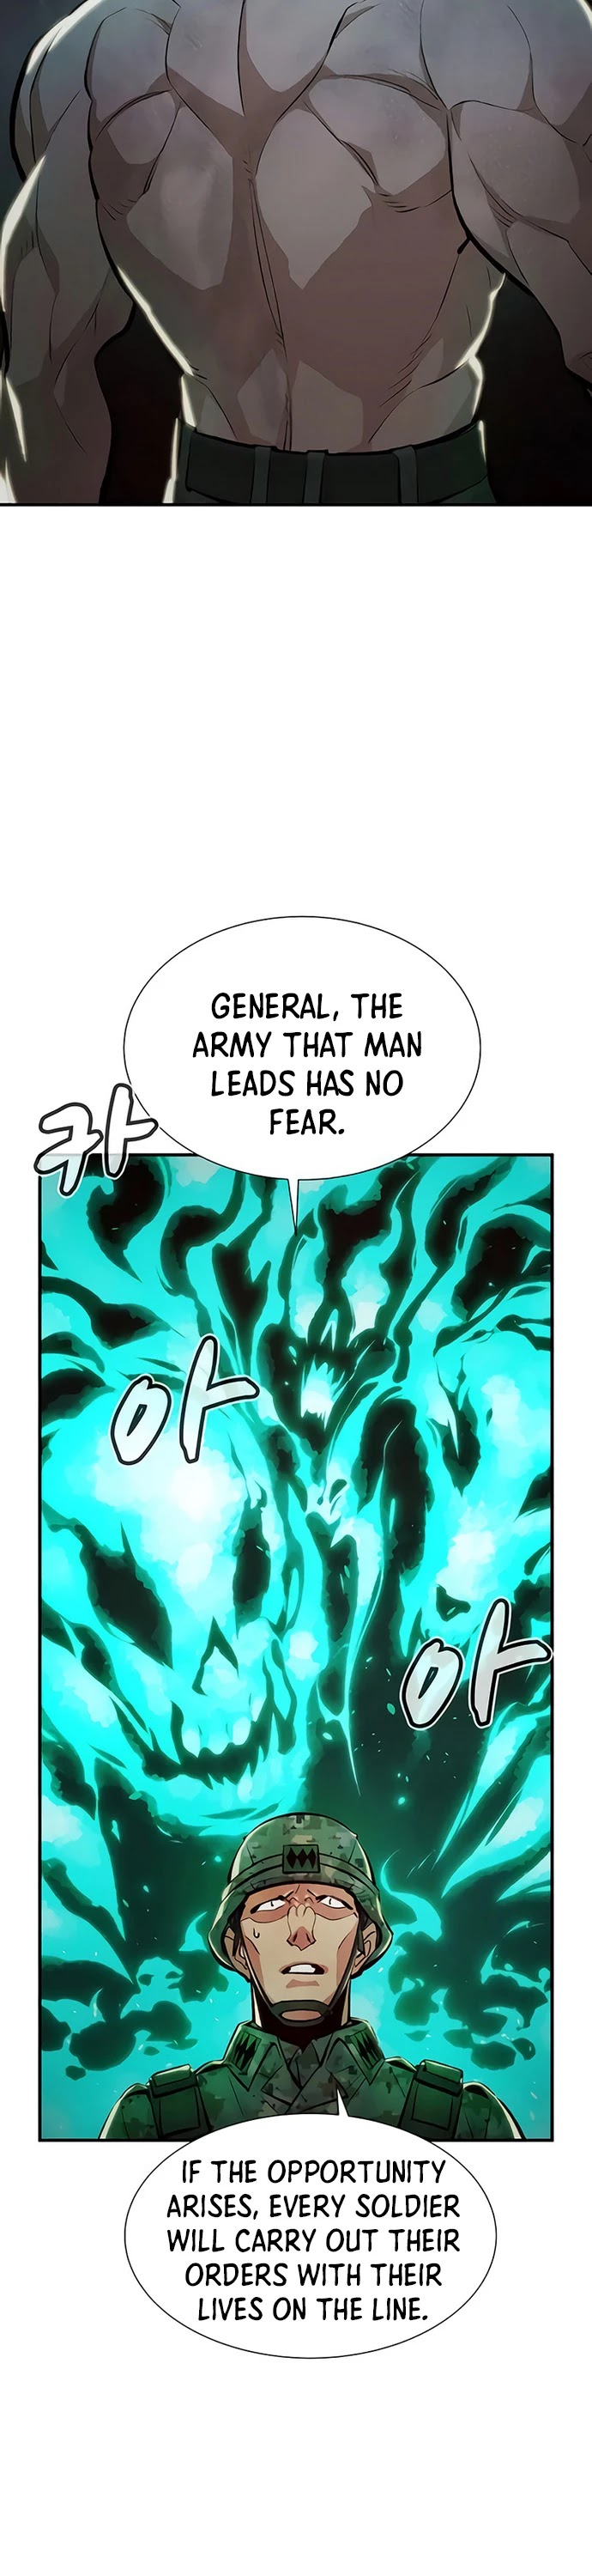 GENERAL, THE
ARMY THAT MAN
LEADS HAS NO
FEAR.
카
아
아
IF THE OPPORTUNITY
ARISES, EVERY SOLDIER
WILL CARRY OUT THEIR
ORDERS WITH THEIR
LIVES ON THE LINE.